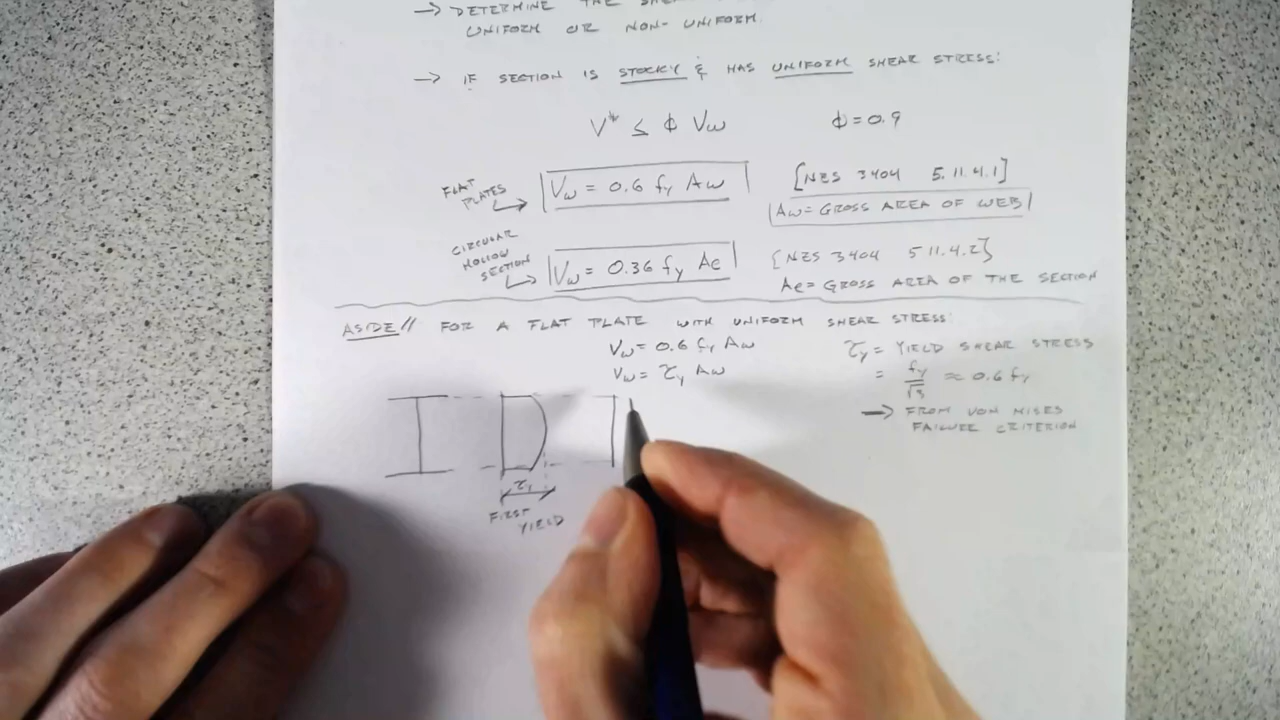 → DETERMINE THE SHEAR
UNIFORM OR NON-UNIFORM.
→ IF SECTION IS STOCKY & HAS UNIFORM SHEAR STRESS:
V* ≤ ϕ Vw ϕ = 0.9
FLAT PLATES → Vw = 0.6 fy Aw [NZS 3404 5.11.4.1]
Aw = GROSS AREA OF WEB
CIRCULAR HOLLOW SECTION → Vw = 0.36 fy Ae [NZS 3404 5.11.4.2]
Ae = GROSS AREA OF THE SECTION
ASIDE// FOR A FLAT PLATE WITH UNIFORM SHEAR STRESS:
Vw = 0.6 fy Aw
Vw = τy Aw
τy = YIELD SHEAR STRESS
= fy/√3 ≈ 0.6 fy
→ FROM VON MISES
FAILURE CRITERION
τy
FIRST
YIELD